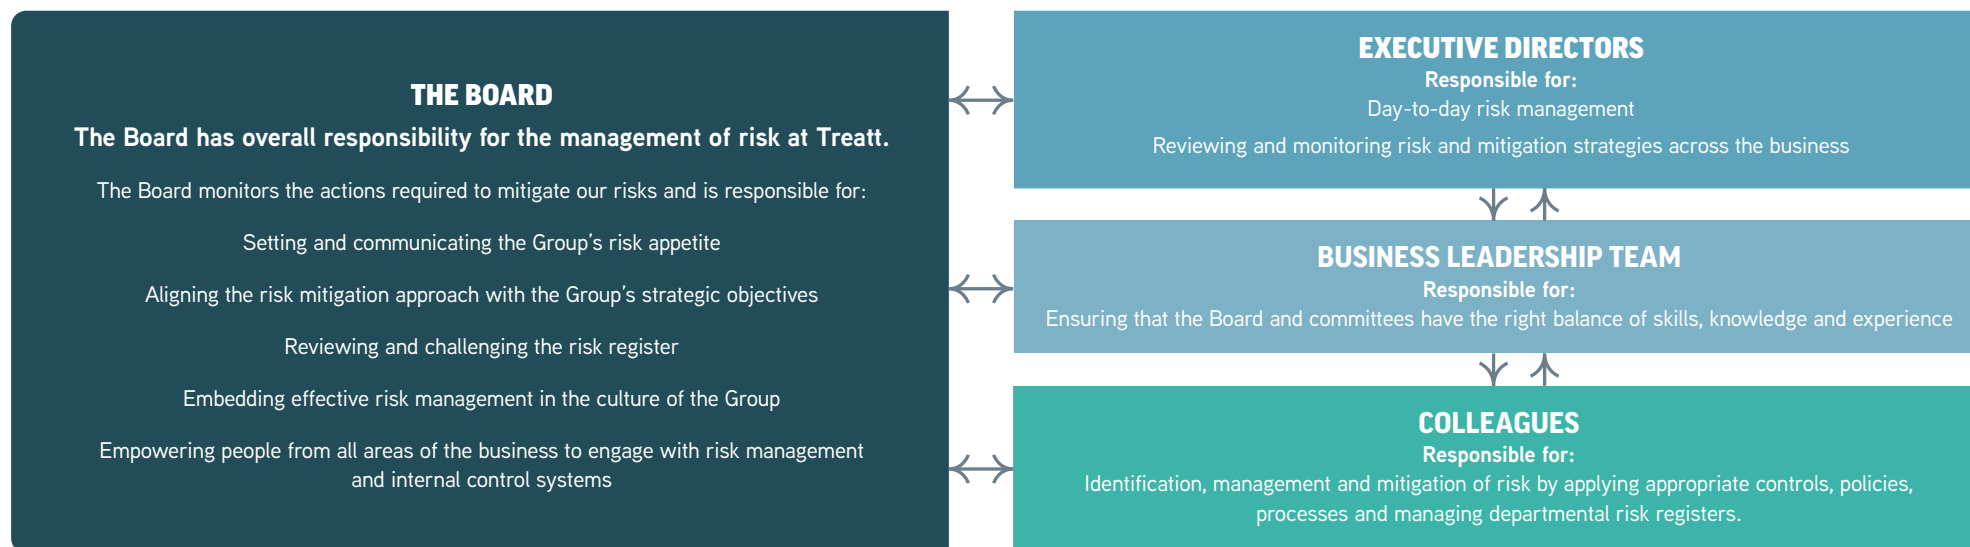 THE BOARD
The Board has overall responsibility for the management of risk at Treatt.
The Board monitors the actions required to mitigate our risks and is responsible for:
Setting and communicating the Group’s risk appetite
Aligning the risk mitigation approach with the Group’s strategic objectives
Reviewing and challenging the risk register
Embedding effective risk management in the culture of the Group
Empowering people from all areas of the business to engage with risk management
and internal control systems
EXECUTIVE DIRECTORS
Responsible for:
Day-to-day risk management
Reviewing and monitoring risk and mitigation strategies across the business
BUSINESS LEADERSHIP TEAM
Responsible for:
Ensuring that the Board and committees have the right balance of skills, knowledge and experience
COLLEAGUES
Responsible for:
Identification, management and mitigation of risk by applying appropriate controls, policies,
processes and managing departmental risk registers.